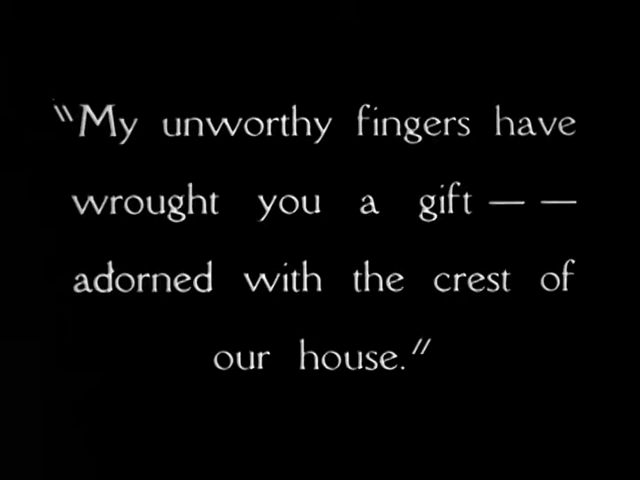 "My unworthy fingers have
wrought you a gift — —
adorned with the crest of
our house."